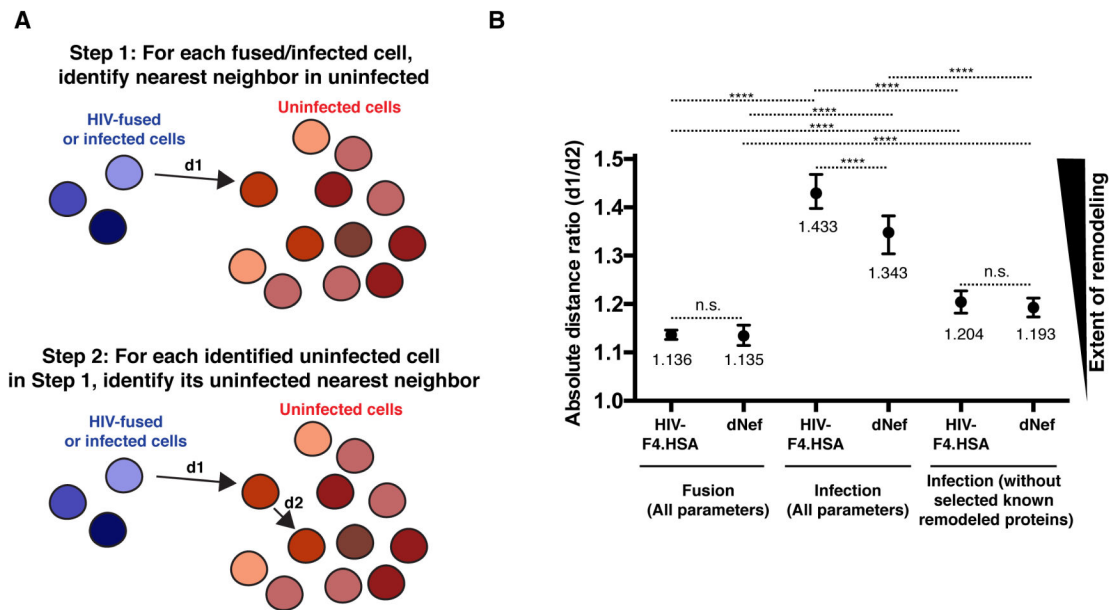 A
Step 1: For each fused/infected cell,
identify nearest neighbor in uninfected
HIV-fused
or infected cells
Uninfected cells
d1
Step 2: For each identified uninfected cell
in Step 1, identify its uninfected nearest neighbor
HIV-fused
or infected cells
Uninfected cells
d1
d2
B
****
****
****
****
****
****
****
n.s.
n.s.
Absolute distance ratio (d1/d2)
1.5
1.4
1.3
1.2
1.1
1.0
1.136
1.135
1.433
1.343
1.204
1.193
Extent of remodeling
HIV-
F4.HSA
dNef
HIV-
F4.HSA
dNef
HIV-
F4.HSA
dNef
Fusion
(All parameters)
Infection
(All parameters)
Infection (without
selected known
remodeled proteins)